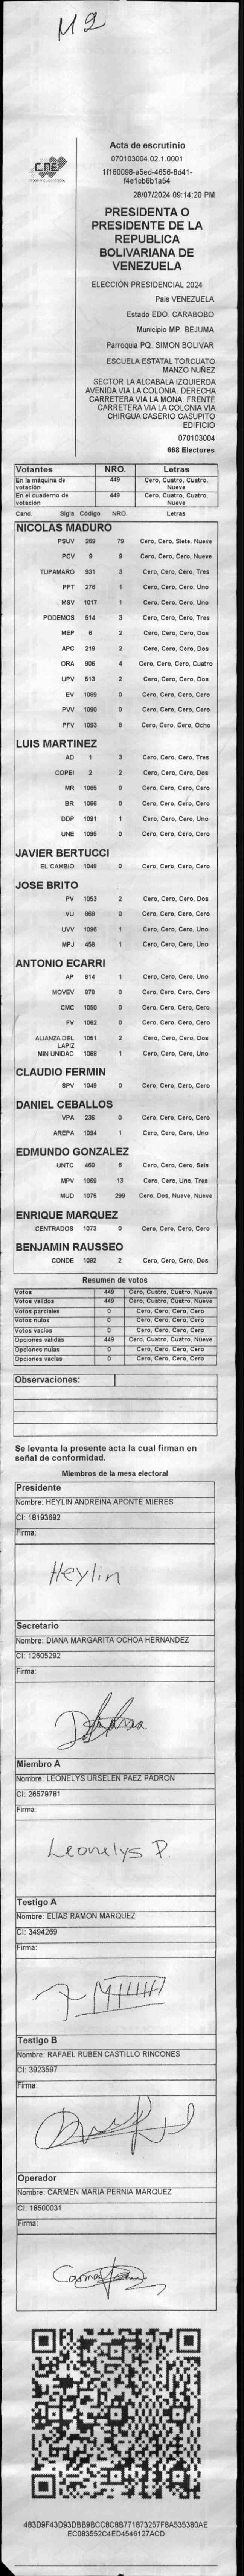 M2
CNE
Acta de escrutinio
070103004.02.1.0001
1f160098-a5ed-4656-8d41-
f4e1cb6b1a54
28/07/2024 09:14:20 PM
PRESIDENTA O
PRESIDENTE DE LA
REPUBLICA
BOLIVARIANA DE
VENEZUELA
ELECCIÓN PRESIDENCIAL 2024
Pais VENEZUELA
Estado EDO. CARABOBO
Municipio MP. BEJUMA
Parroquia PQ. SIMON BOLIVAR
ESCUELA ESTATAL TORCUATO
MANZO NUÑEZ
SECTOR LA ALCABALA IZQUIERDA
AVENIDA VIA LA COLONIA. DERECHA
CARRETERA VIA LA MONA. FRENTE
CARRETERA VIA LA COLONIA VIA
CHIRGUA CASERIO CASUPITO
EDIFICIO
070103004
668 Electores
Votantes NRO. Letras
En la máquina de votación 449 Cero, Cuatro, Cuatro, Nueve
En el cuaderno de votación 449 Cero, Cuatro, Cuatro, Nueve
Cand. Sigla Código NRO. Letras
NICOLAS MADURO
PSUV 269 79 Cero, Cero, Siete, Nueve
PCV 9 9 Cero, Cero, Cero, Nueve
TUPAMARO 931 3 Cero, Cero, Cero, Tres
PPT 276 1 Cero, Cero, Cero, Uno
MSV 1017 1 Cero, Cero, Cero, Uno
PODEMOS 514 3 Cero, Cero, Cero, Tres
MEP 6 2 Cero, Cero, Cero, Dos
APC 219 2 Cero, Cero, Cero, Dos
ORA 906 4 Cero, Cero, Cero, Cuatro
UPV 513 2 Cero, Cero, Cero, Dos
EV 1089 0 Cero, Cero, Cero, Cero
PVV 1090 0 Cero, Cero, Cero, Cero
PFV 1093 8 Cero, Cero, Cero, Ocho
LUIS MARTINEZ
AD 1 3 Cero, Cero, Cero, Tres
COPEI 2 2 Cero, Cero, Cero, Dos
MR 1065 0 Cero, Cero, Cero, Cero
BR 1066 0 Cero, Cero, Cero, Cero
DDP 1091 1 Cero, Cero, Cero, Uno
UNE 1095 0 Cero, Cero, Cero, Cero
JAVIER BERTUCCI
EL CAMBIO 1048 0 Cero, Cero, Cero, Cero
JOSE BRITO
PV 1053 2 Cero, Cero, Cero, Dos
VU 868 0 Cero, Cero, Cero, Cero
UVV 1096 1 Cero, Cero, Cero, Uno
MPJ 458 1 Cero, Cero, Cero, Uno
ANTONIO ECARRI
AP 814 1 Cero, Cero, Cero, Uno
MOVEV 879 0 Cero, Cero, Cero, Cero
CMC 1050 0 Cero, Cero, Cero, Cero
FV 1082 0 Cero, Cero, Cero, Cero
ALIANZA DEL LAPIZ 1051 2 Cero, Cero, Cero, Dos
MIN UNIDAD 1068 1 Cero, Cero, Cero, Uno
CLAUDIO FERMIN
SPV 1049 0 Cero, Cero, Cero, Cero
DANIEL CEBALLOS
VPA 236 0 Cero, Cero, Cero, Cero
AREPA 1094 1 Cero, Cero, Cero, Uno
EDMUNDO GONZALEZ
UNTC 460 6 Cero, Cero, Cero, Seis
MPV 1069 13 Cero, Cero, Uno, Tres
MUD 1075 299 Cero, Dos, Nueve, Nueve
ENRIQUE MARQUEZ
CENTRADOS 1073 0 Cero, Cero, Cero, Cero
BENJAMIN RAUSSEO
CONDE 1092 2 Cero, Cero, Cero, Dos
Resumen de votos
Votos 449 Cero, Cuatro, Cuatro, Nueve
Votos validos 449 Cero, Cuatro, Cuatro, Nueve
Votos parciales 0 Cero, Cero, Cero, Cero
Votos nulos 0 Cero, Cero, Cero, Cero
Votos vacios 0 Cero, Cero, Cero, Cero
Opciones validas 449 Cero, Cuatro, Cuatro, Nueve
Opciones nulas 0 Cero, Cero, Cero, Cero
Opciones vacias 0 Cero, Cero, Cero, Cero
Observaciones:
Se levanta la presente acta la cual firman en
señal de conformidad.
Miembros de la mesa electoral
Presidente
Nombre: HEYLIN ANDREINA APONTE MIERES
CI: 18193692
Firma:
Heylin
Secretario
Nombre: DIANA MARGARITA OCHOA HERNANDEZ
CI: 12605292
Firma:
Miembro A
Nombre: LEONELYS URSELEN PAEZ PADRON
CI: 26579781
Firma:
Leonelys P.
Testigo A
Nombre: ELIAS RAMON MARQUEZ
CI: 3494269
Firma:
Testigo B
Nombre: RAFAEL RUBEN CASTILLO RINCONES
CI: 3923597
Firma:
Operador
Nombre: CARMEN MARIA PERNIA MARQUEZ
CI: 18500031
Firma:
483D9F43D93DBB9BCC8C8B771873257F8A535380AE
EC083552C4ED4546127ACD